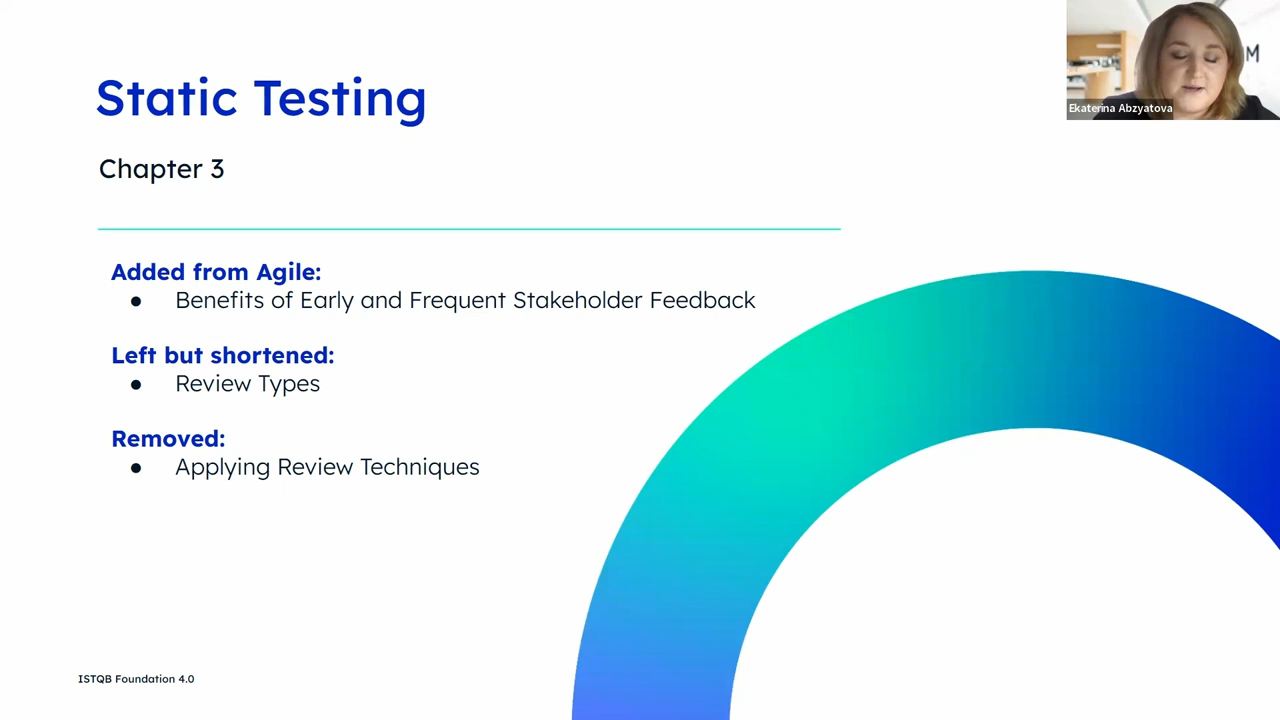 Static Testing
Chapter 3
Added from Agile:
● Benefits of Early and Frequent Stakeholder Feedback
Left but shortened:
● Review Types
Removed:
● Applying Review Techniques
ISTQB Foundation 4.0
M
Ekaterina Abzyatova